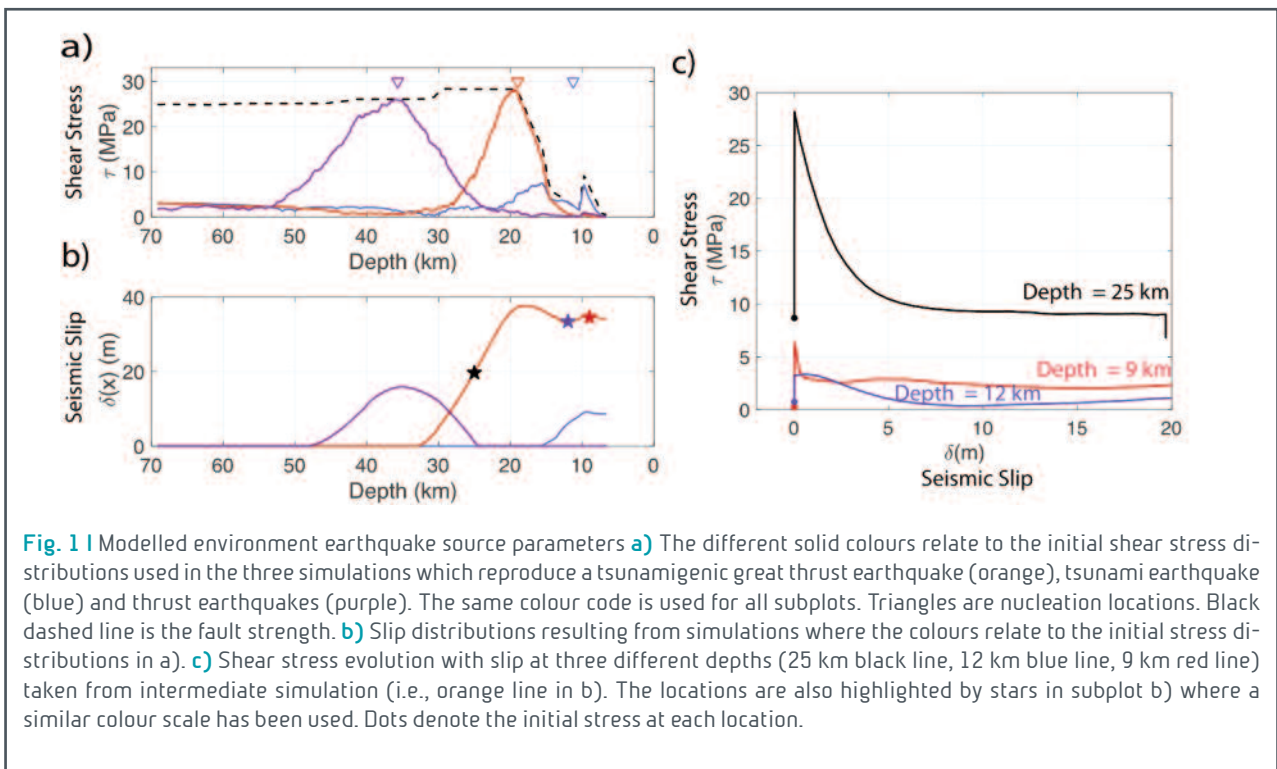 a)
30
20
10
0
Shear Stress
τ (MPa)
70 60 50 40 30 20 10 0
Depth (km)
b)
40
20
0
Seismic Slip
δ(x) (m)
70 60 50 40 30 20 10 0
Depth (km)
c)
30
25
20
15
10
5
0
Shear Stress
τ (MPa)
Depth = 25 km
Depth = 9 km
Depth = 12 km
0 5 10 15 20
δ(m)
Seismic Slip
Fig. 1 I Modelled environment earthquake source parameters a) The different solid colours relate to the initial shear stress di-
stributions used in the three simulations which reproduce a tsunamigenic great thrust earthquake (orange), tsunami earthquake
(blue) and thrust earthquakes (purple). The same colour code is used for all subplots. Triangles are nucleation locations. Black
dashed line is the fault strength. b) Slip distributions resulting from simulations where the colours relate to the initial stress di-
stributions in a). c) Shear stress evolution with slip at three different depths (25 km black line, 12 km blue line, 9 km red line)
taken from intermediate simulation (i.e., orange line in b). The locations are also highlighted by stars in subplot b) where a
similar colour scale has been used. Dots denote the initial stress at each location.